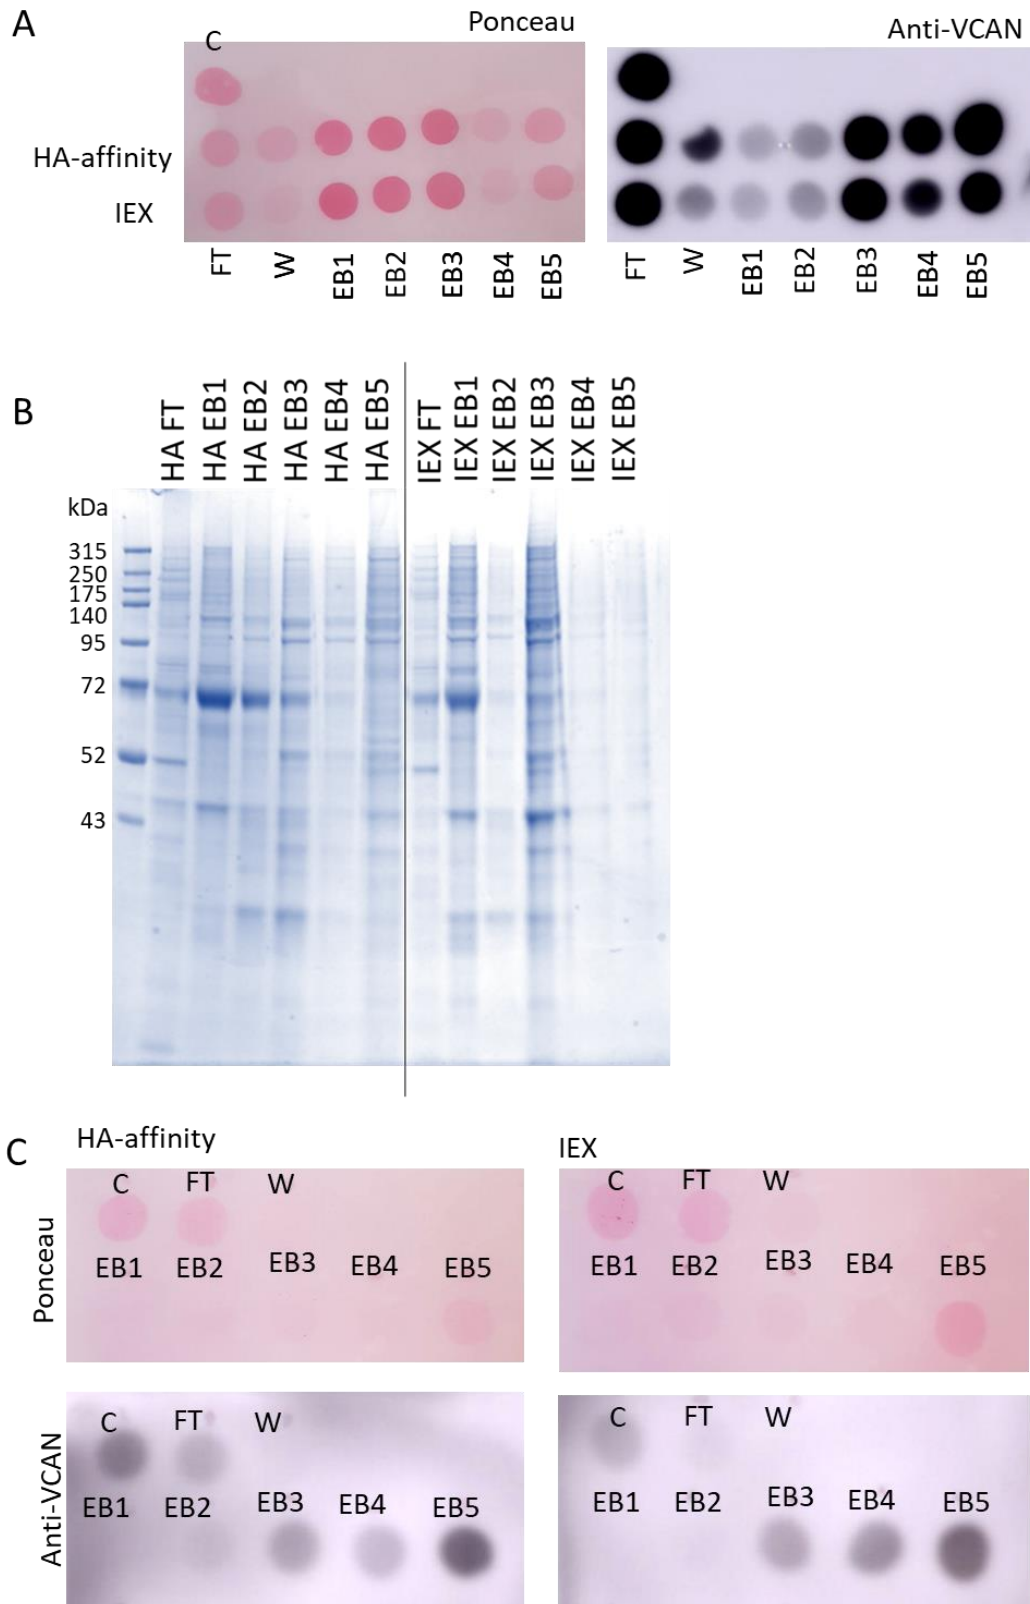 A
Ponceau
Anti-VCAN
C
HA-affinity
IEX
FT W EB1 EB2 EB3 EB4 EB5
FT W EB1 EB2 EB3 EB4 EB5
B
HA FT HA EB1 HA EB2 HA EB3 HA EB4 HA EB5 IEX FT IEX EB1 IEX EB2 IEX EB3 IEX EB4 IEX EB5
kDa
315
250
175
140
95
72
52
43
C
HA-affinity
IEX
Ponceau
C FT W
EB1 EB2 EB3 EB4 EB5
C FT W
EB1 EB2 EB3 EB4 EB5
Anti-VCAN
C FT W
EB1 EB2 EB3 EB4 EB5
C FT W
EB1 EB2 EB3 EB4 EB5